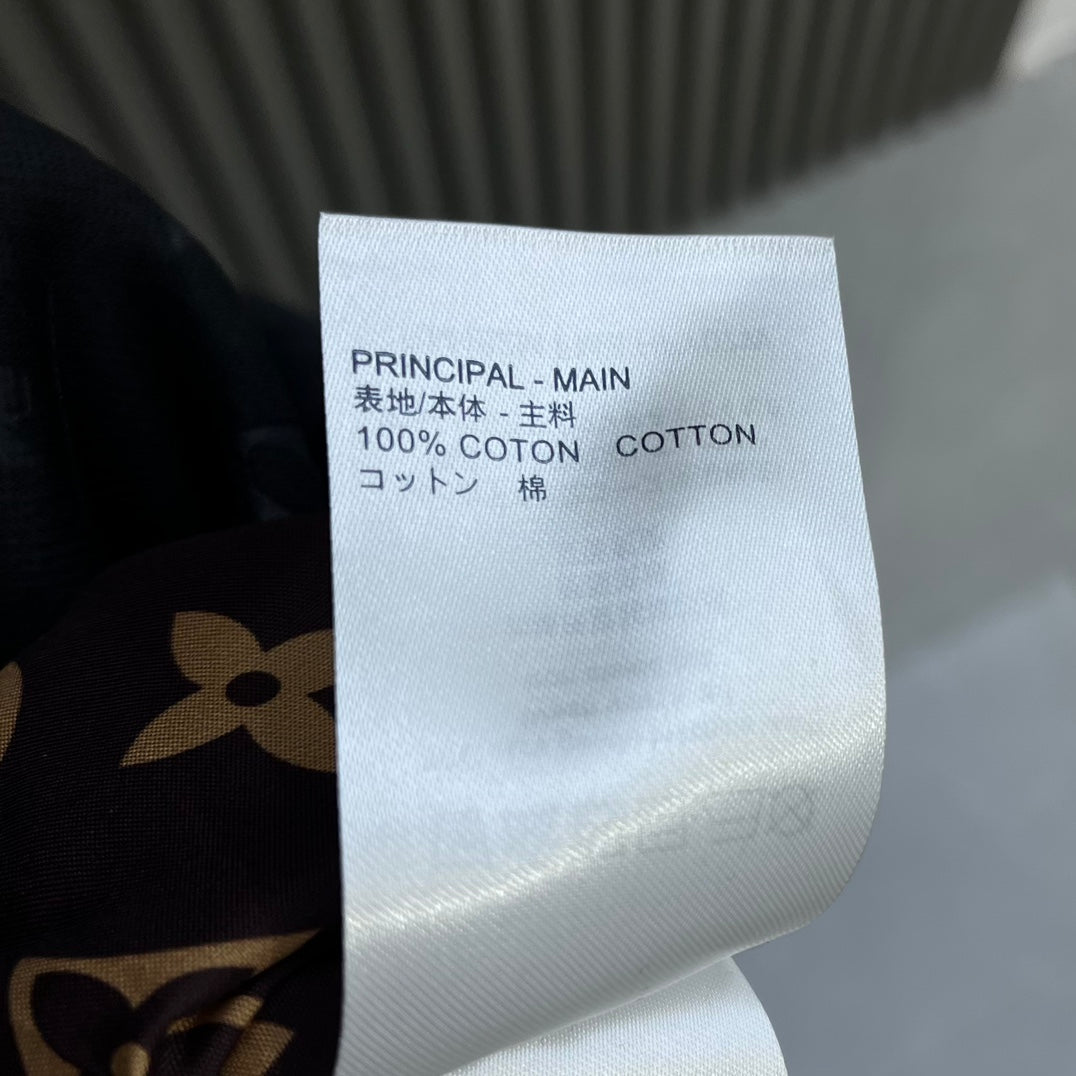 PRINCIPAL - MAIN
表地/本体 - 主料
100% COTON COTTON
コットン 棉